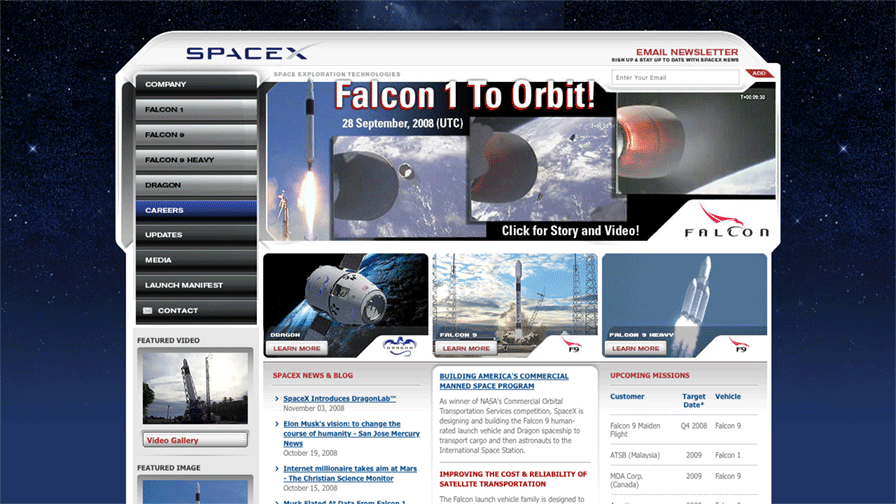 SPACEX
EMAIL NEWSLETTER
SIGN UP & STAY UP TO DATE WITH SPACEX NEWS
SPACE EXPLORATION TECHNOLOGIES
Enter Your Email
ADD
COMPANY
FALCON 1
FALCON 9
FALCON 9 HEAVY
DRAGON
CAREERS
UPDATES
MEDIA
LAUNCH MANIFEST
CONTACT
Falcon 1 To Orbit!
28 September, 2008 (UTC)
T+00:09:30
Click for Story and Video!
FALCON
DRAGON
LEARN MORE
DRAGON
FALCON 9
LEARN MORE
F9
FALCON 9 HEAVY
LEARN MORE
F9
FEATURED VIDEO
Video Gallery
FEATURED IMAGE
SPACEX NEWS & BLOG
SpaceX Introduces DragonLab™
November 03, 2008
Elon Musk's vision: to change the
course of humanity - San Jose Mercury
News
October 19, 2008
Internet millionaire takes aim at Mars
- The Christian Science Monitor
October 15, 2008
Musk Elated At Data From Falcon 1
BUILDING AMERICA'S COMMERCIAL
MANNED SPACE PROGRAM
As winner of NASA's Commercial Orbital
Transportation Services competition, SpaceX is
designing and building the Falcon 9 human-
rated launch vehicle and Dragon spaceship to
transport cargo and then astronauts to the
International Space Station.
IMPROVING THE COST & RELIABILITY OF
SATELLITE TRANSPORTATION
The Falcon launch vehicle family is designed to
UPCOMING MISSIONS
Customer Target Date* Vehicle
Falcon 9 Maiden Flight Q4 2008 Falcon 9
ATSB (Malaysia) 2009 Falcon 1
MDA Corp. (Canada) 2009 Falcon 9